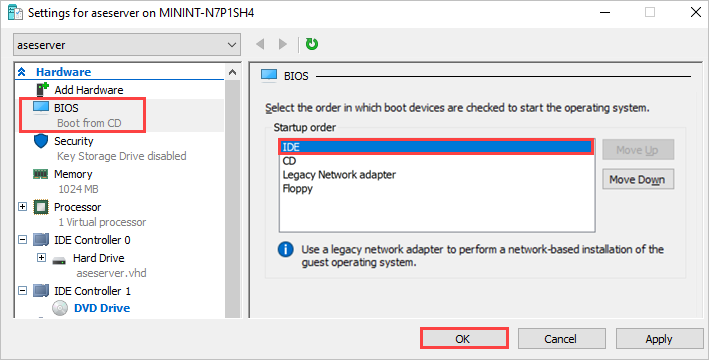 Settings for aseserver on MININT-N7P1SH4
aseserver
Hardware
Add Hardware
BIOS
Boot from CD
Security
Key Storage Drive disabled
Memory
1024 MB
Processor
1 Virtual processor
IDE Controller 0
Hard Drive
aseserver.vhd
IDE Controller 1
DVD Drive
BIOS
Select the order in which boot devices are checked to start the operating system.
Startup order
IDE
CD
Legacy Network adapter
Floppy
Move Up
Move Down
Use a legacy network adapter to perform a network-based installation of the
guest operating system.
OK
Cancel
Apply